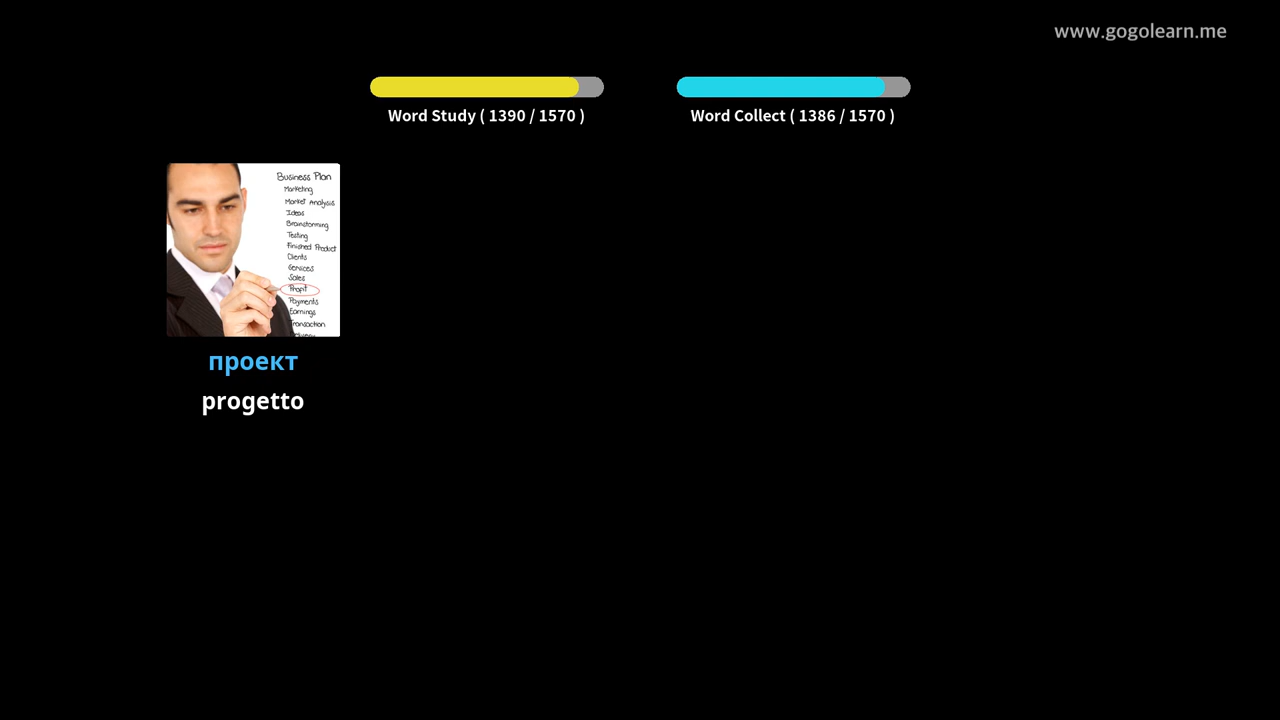 www.gogolearn.me
Word Study ( 1390 / 1570 )
Word Collect ( 1386 / 1570 )
Business Plan
Marketing
Market Analysis
Ideas
Brainstorming
Testing
Finished Product
Clients
Services
Sales
Profit
Payments
Earnings
Transaction
Delivery
проект
progetto